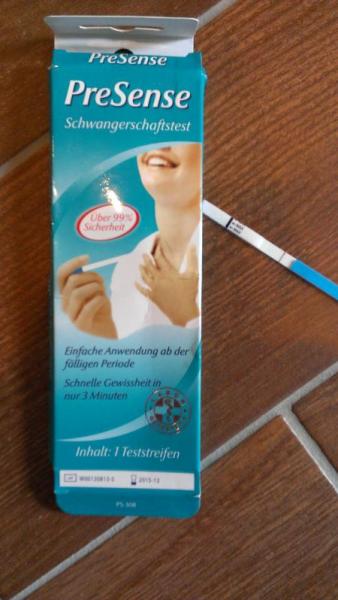 PreSense
PreSense
Schwangerschaftstest
Über 99%
Sicherheit
Einfache Anwendung ab der
fälligen Periode
Schnelle Gewissheit in
nur 3 Minuten
Inhalt: 1 Teststreifen
2015-12